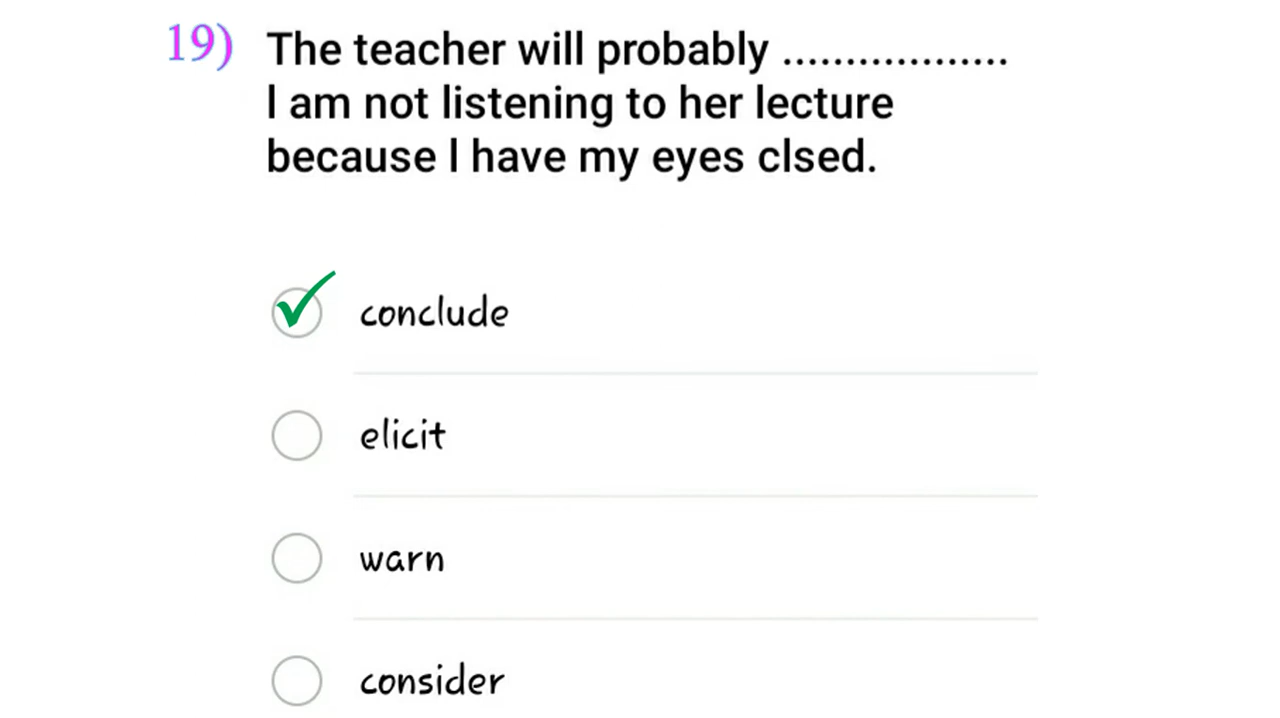 19) The teacher will probably ..................
I am not listening to her lecture
because I have my eyes clsed.
conclude
elicit
warn
consider